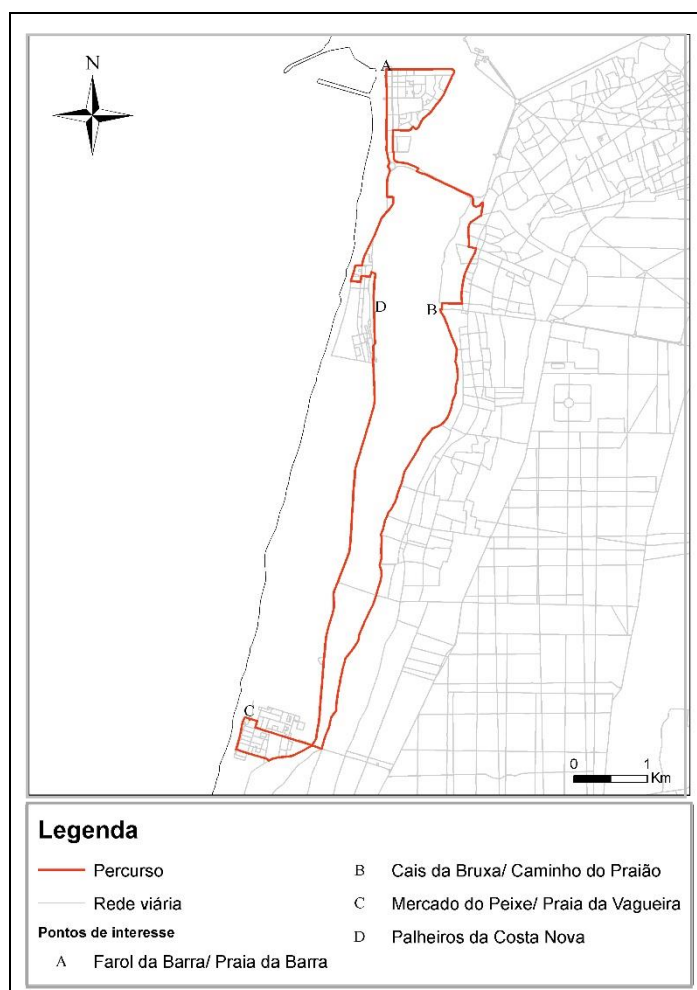 N
A
D
B
C
0 1
Km
Legenda
Percurso
Rede viária
Pontos de interesse
A Farol da Barra/ Praia da Barra
B Cais da Bruxa/ Caminho do Praião
C Mercado do Peixe/ Praia da Vagueira
D Palheiros da Costa Nova